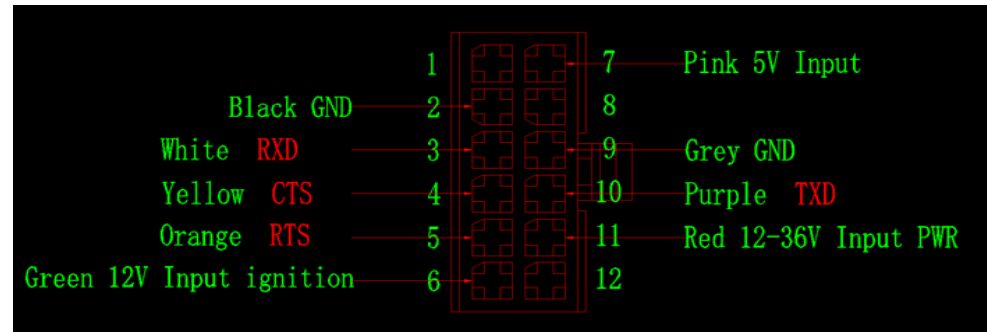 1 7 Pink 5V Input
Black GND 2 8
White RXD 3 9 Grey GND
Yellow CTS 4 10 Purple TXD
Orange RTS 5 11 Red 12-36V Input PWR
Green 12V Input ignition 6 12